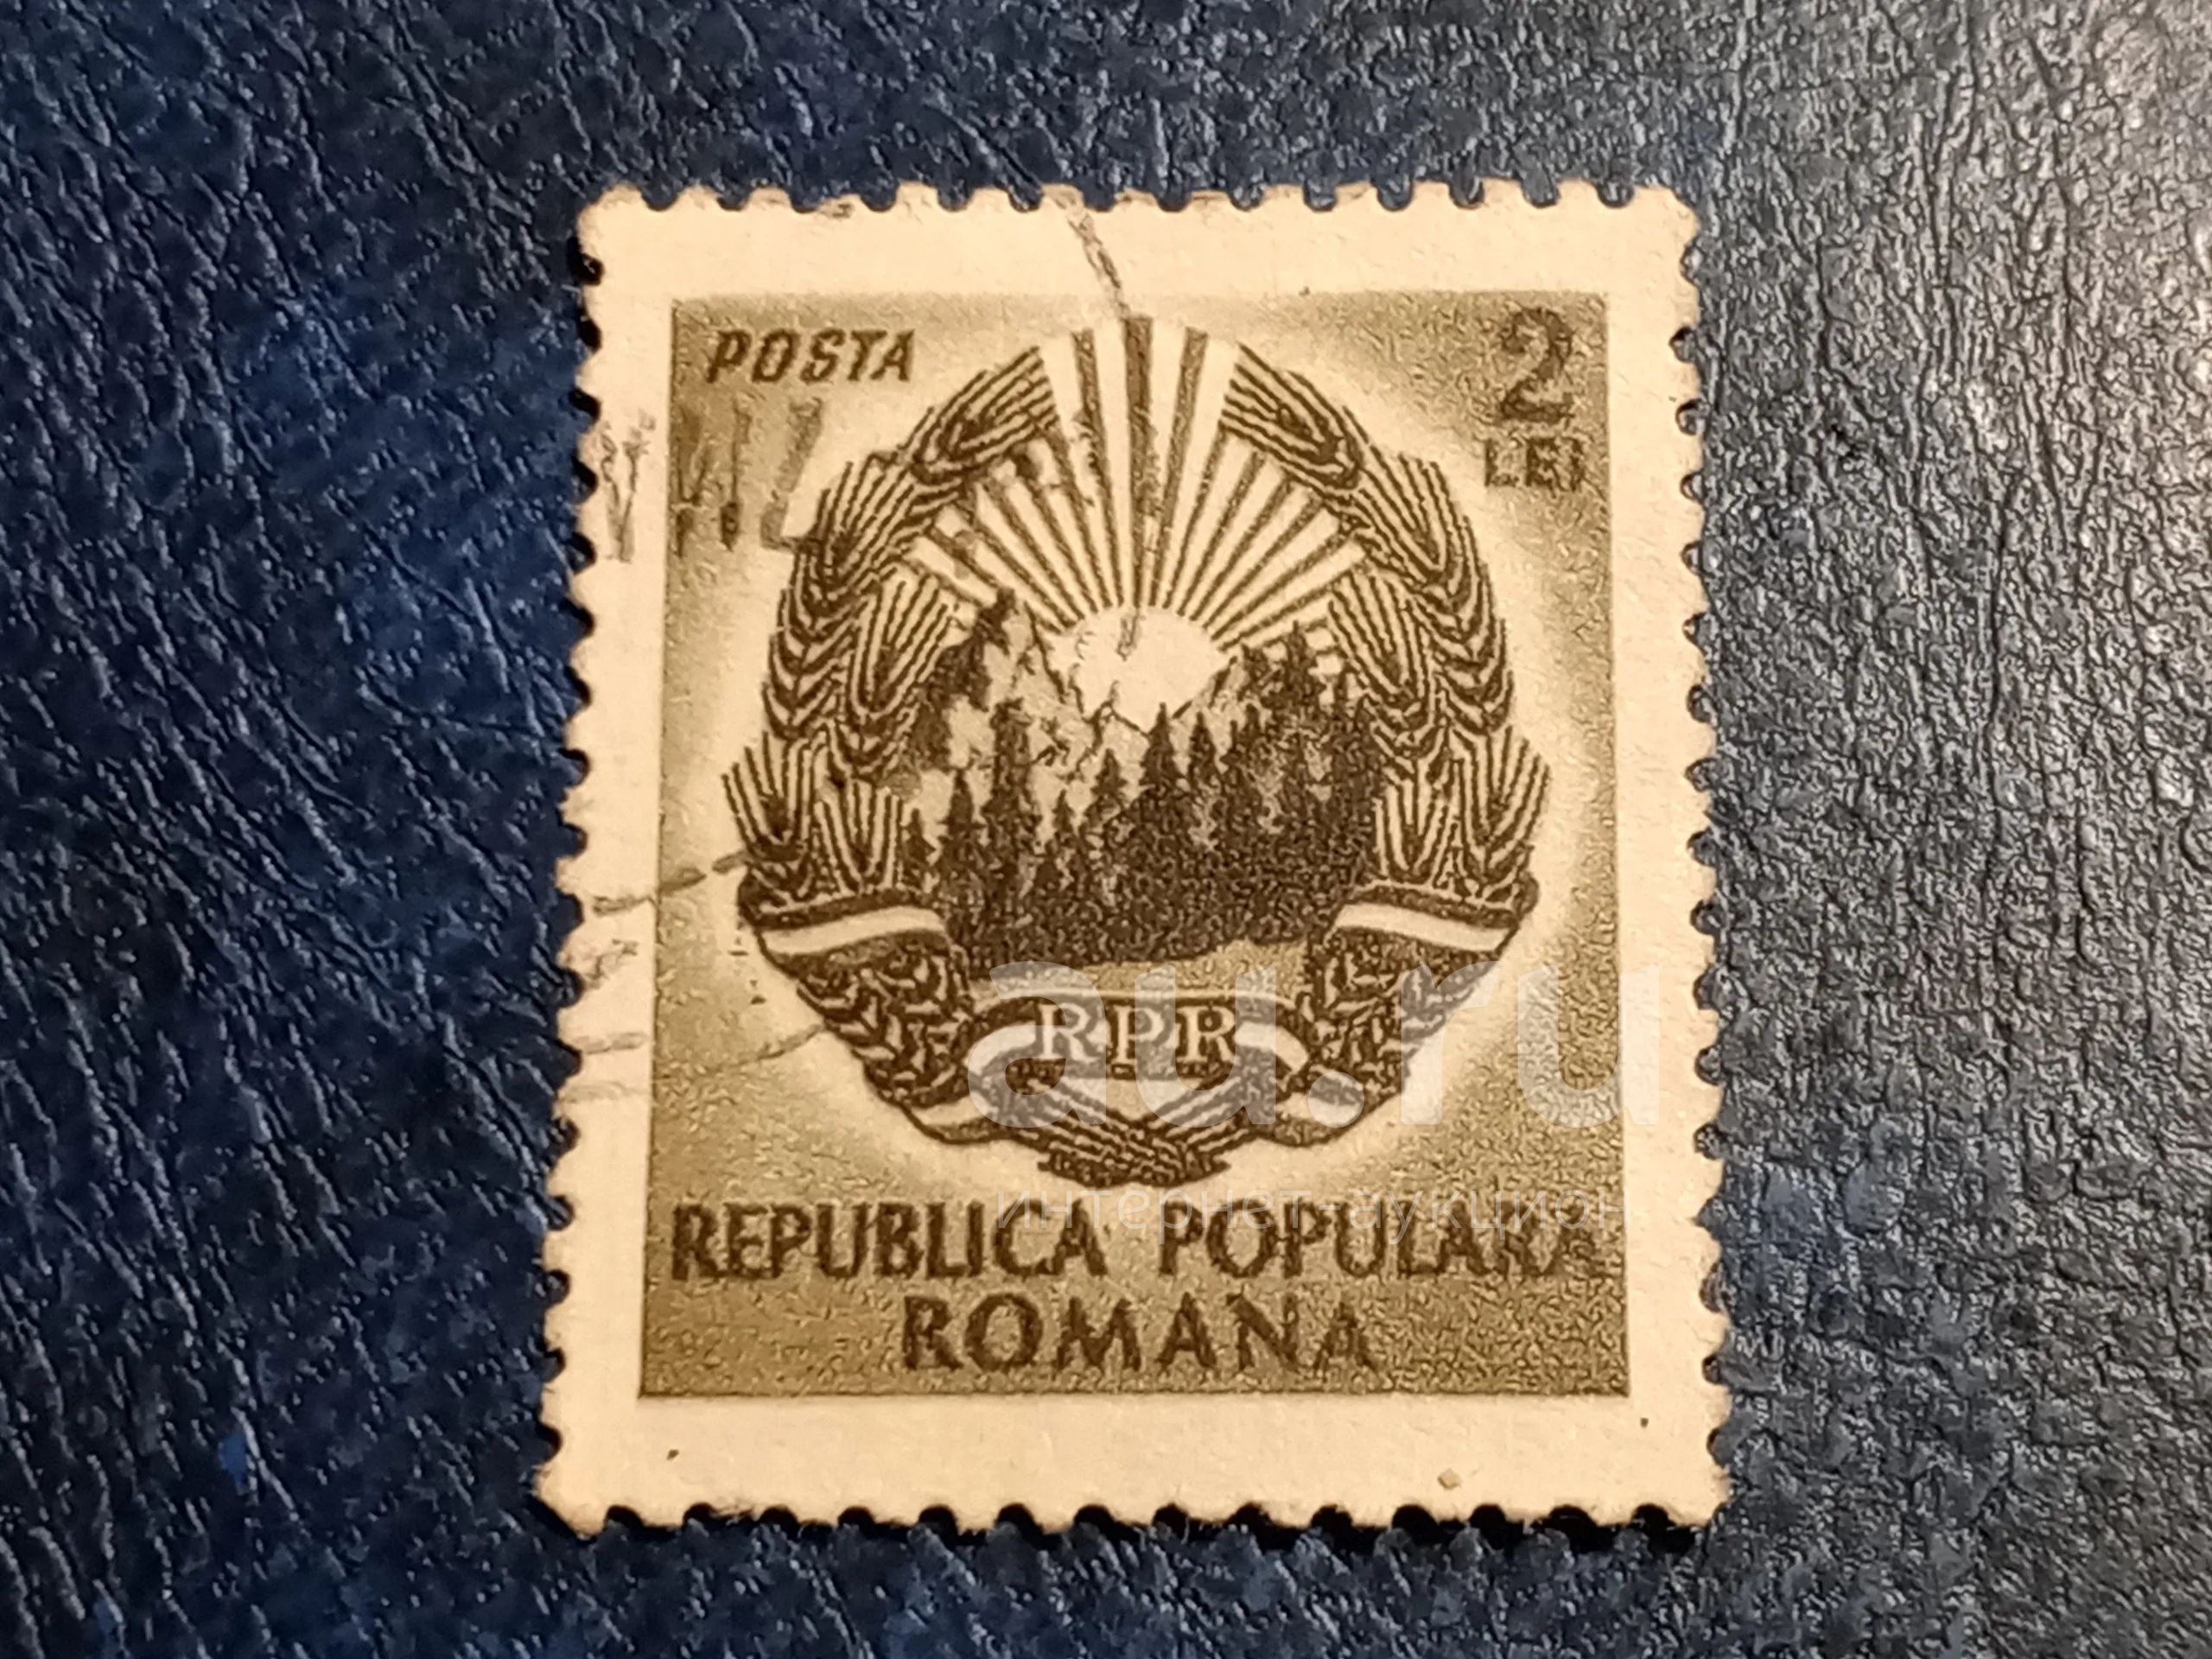 POSTA
2
LEI
RPR
au.ru
интернет-аукцион
REPUBLICA POPULARA
ROMANA